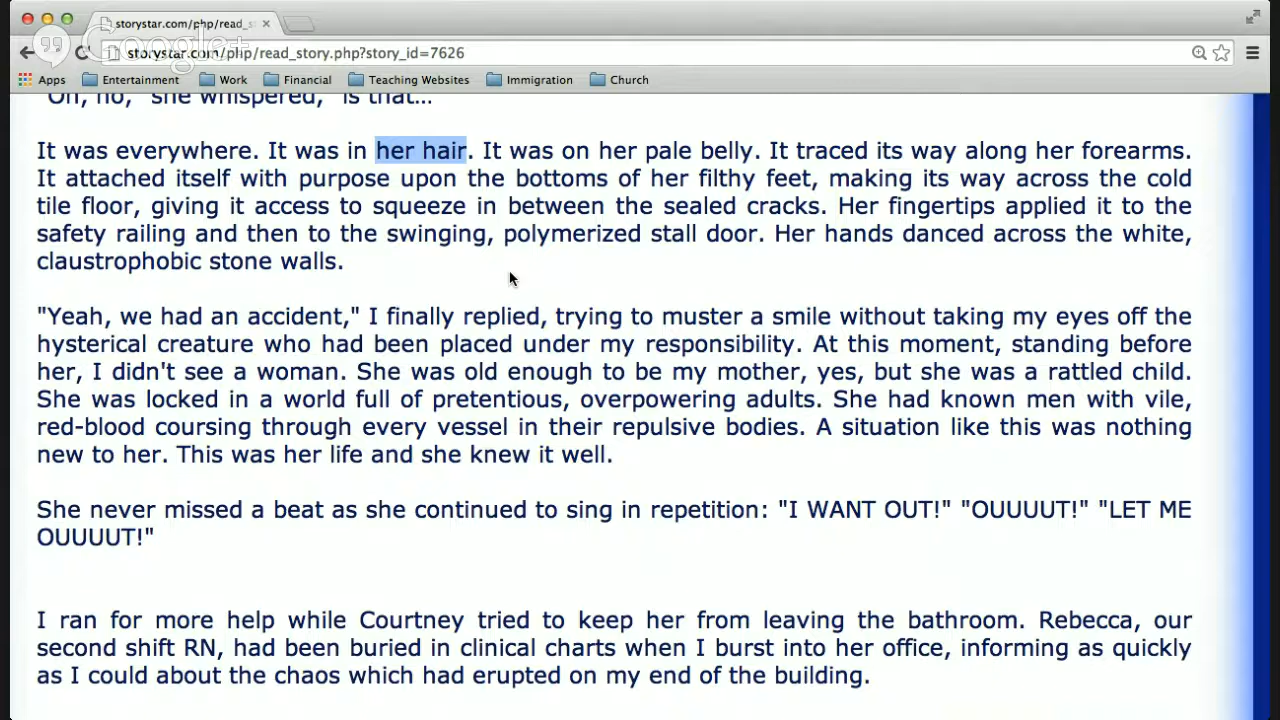 storystar.com/php/read_s
Google+
storystar.com/php/read_story.php?story_id=7626
Apps Entertainment Work Financial Teaching Websites Immigration Church
"Oh, no," she whispered, "is that...
It was everywhere. It was in her hair. It was on her pale belly. It traced its way along her forearms.
It attached itself with purpose upon the bottoms of her filthy feet, making its way across the cold
tile floor, giving it access to squeeze in between the sealed cracks. Her fingertips applied it to the
safety railing and then to the swinging, polymerized stall door. Her hands danced across the white,
claustrophobic stone walls.
"Yeah, we had an accident," I finally replied, trying to muster a smile without taking my eyes off the
hysterical creature who had been placed under my responsibility. At this moment, standing before
her, I didn't see a woman. She was old enough to be my mother, yes, but she was a rattled child.
She was locked in a world full of pretentious, overpowering adults. She had known men with vile,
red-blood coursing through every vessel in their repulsive bodies. A situation like this was nothing
new to her. This was her life and she knew it well.
She never missed a beat as she continued to sing in repetition: "I WANT OUT!" "OUUUUT!" "LET ME
OUUUUT!"
I ran for more help while Courtney tried to keep her from leaving the bathroom. Rebecca, our
second shift RN, had been buried in clinical charts when I burst into her office, informing as quickly
as I could about the chaos which had erupted on my end of the building.